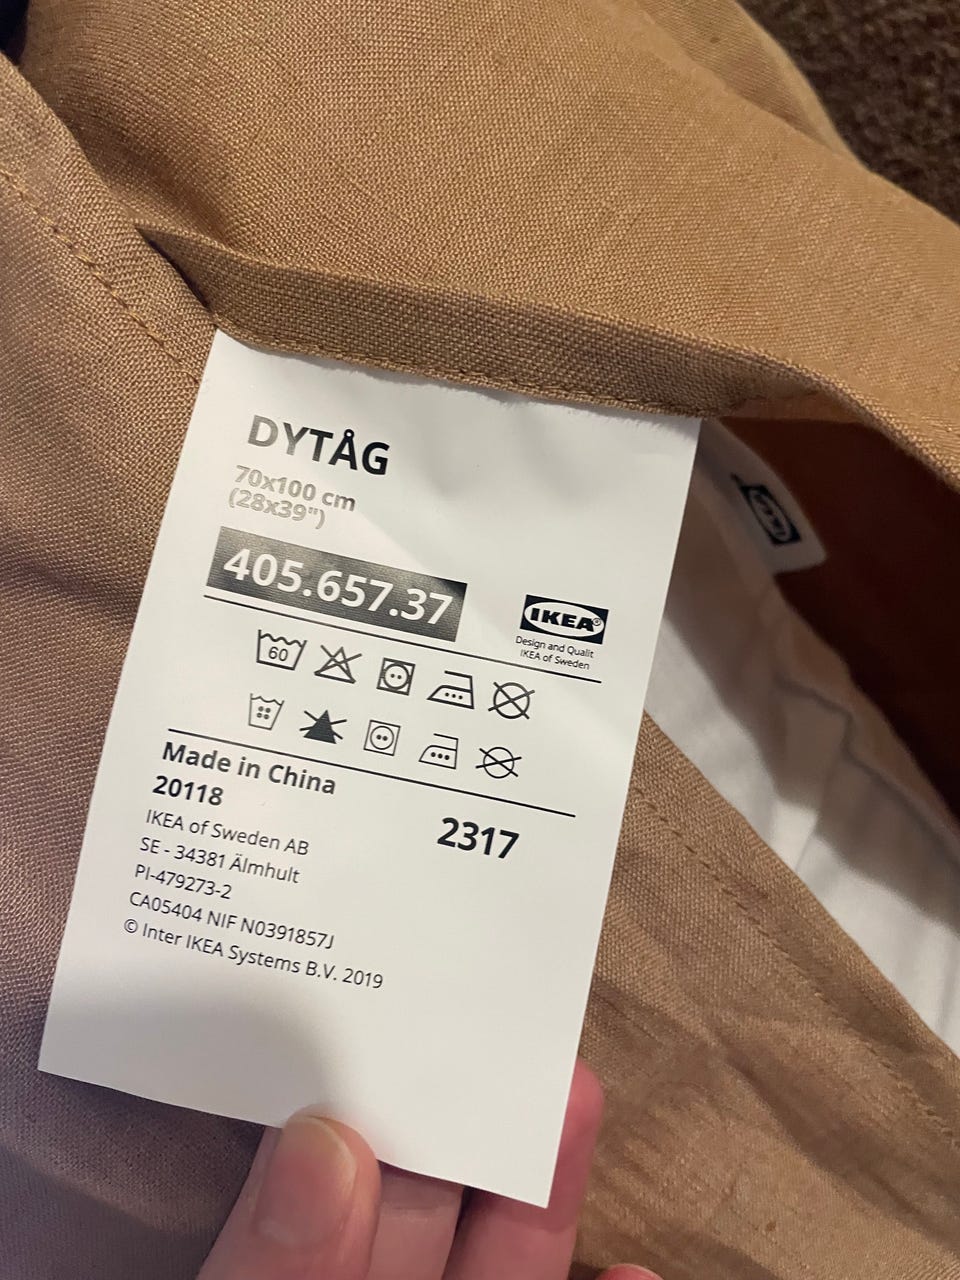 DYTÅG
70x100 cm
(28x39")
405.657.37
IKEA®
Design and Qualit
IKEA of Sweden
60
Made in China
20118
2317
IKEA of Sweden AB
SE - 34381 Älmhult
PI-479273-2
CA05404 NIF N0391857J
© Inter IKEA Systems B.V. 2019